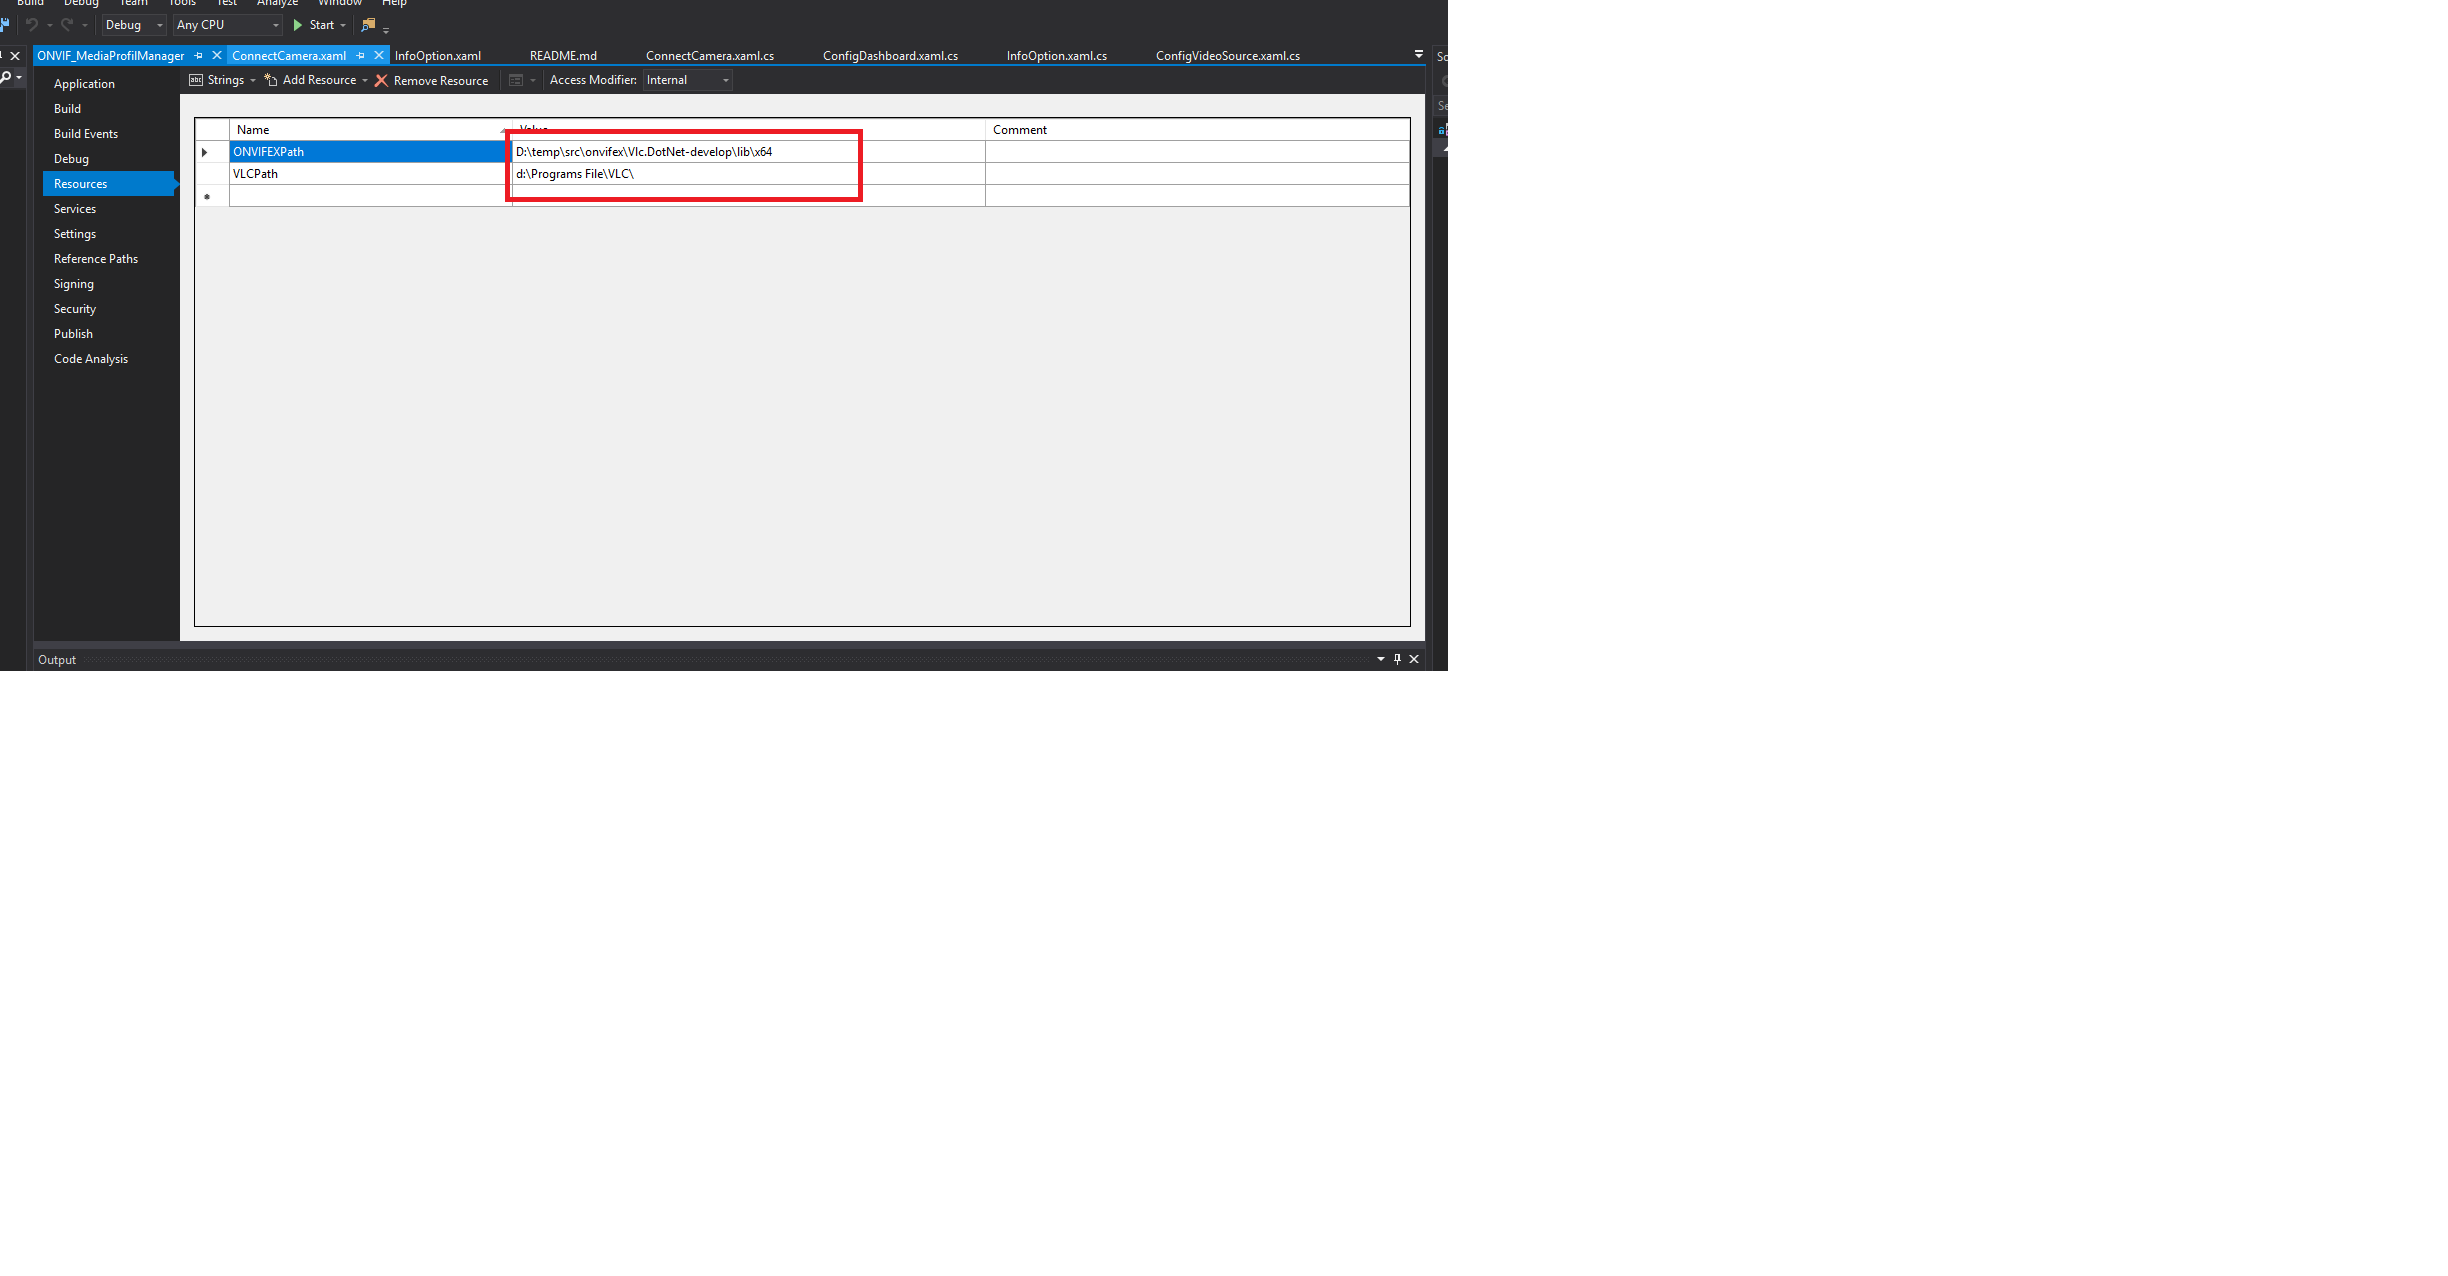 Build Debug Team Tools Test Analyze Window Help
Debug Any CPU Start
ONVIF_MediaProfilManager ConnectCamera.xaml InfoOption.xaml README.md ConnectCamera.xaml.cs ConfigDashboard.xaml.cs InfoOption.xaml.cs ConfigVideoSource.xaml.cs
Strings Add Resource Remove Resource Access Modifier: Internal
Application
Build
Build Events
Debug
Resources
Services
Settings
Reference Paths
Signing
Security
Publish
Code Analysis
Name Value Comment
ONVIFEXPath D:\temp\src\onvifex\Vlc.DotNet-develop\lib\x64
VLCPath d:\Programs File\VLC\
Output